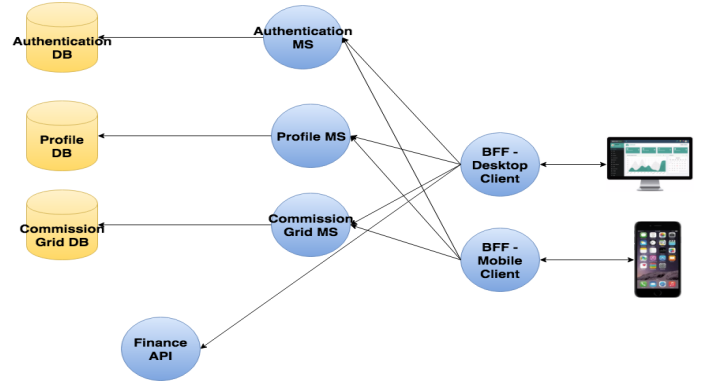 Authentication
DB
Authentication
MS
Profile
DB
Profile MS
BFF -
Desktop
Client
Commission
Grid DB
Commission
Grid MS
BFF -
Mobile
Client
Finance
API